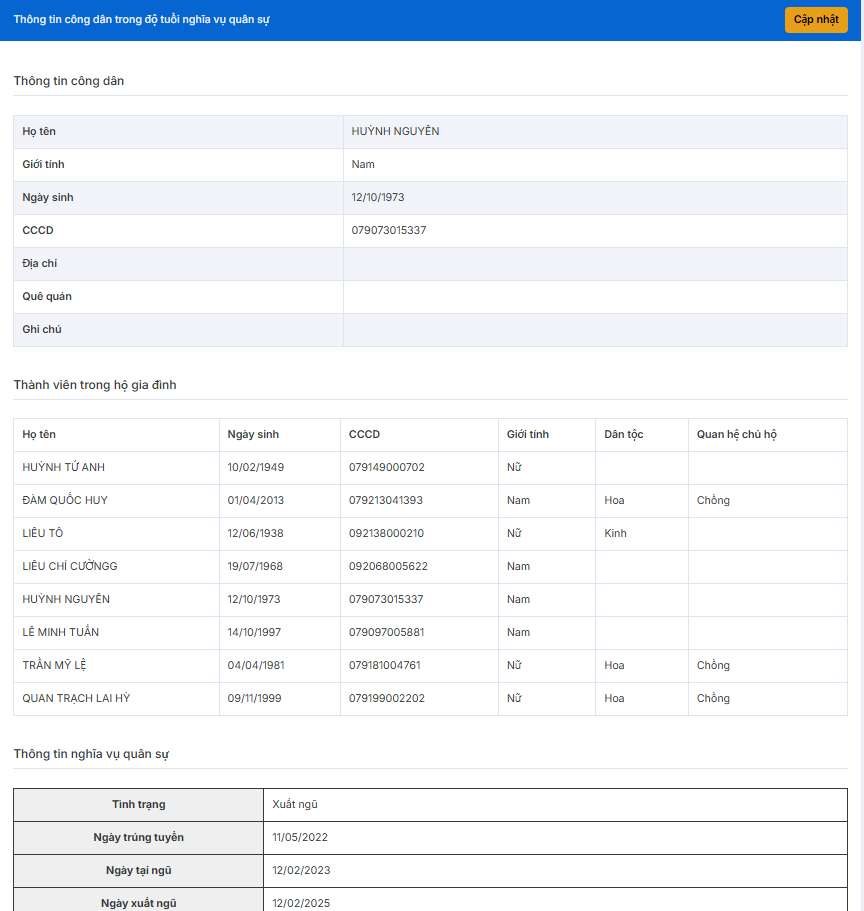 Thông tin công dân trong độ tuổi nghĩa vụ quân sự
Cập nhật
Thông tin công dân
Họ tên HUỲNH NGUYÊN
Giới tính Nam
Ngày sinh 12/10/1973
CCCD 079073015337
Địa chỉ
Quê quán
Ghi chú
Thành viên trong hộ gia đình
Họ tên Ngày sinh CCCD Giới tính Dân tộc Quan hệ chủ hộ
HUỲNH TỨ ANH 10/02/1949 079149000702 Nữ
ĐÀM QUỐC HUY 01/04/2013 079213041393 Nam Hoa Chồng
LIÊU TÔ 12/06/1938 092138000210 Nữ Kinh
LIÊU CHÍ CƯỜNGG 19/07/1968 092068005622 Nam
HUỲNH NGUYÊN 12/10/1973 079073015337 Nam
LÊ MINH TUẤN 14/10/1997 079097005881 Nam
TRẦN MỸ LỆ 04/04/1981 079181004761 Nữ Hoa Chồng
QUAN TRẠCH LAI HỶ 09/11/1999 079199002202 Nữ Hoa Chồng
Thông tin nghĩa vụ quân sự
Tình trạng Xuất ngũ
Ngày trúng tuyển 11/05/2022
Ngày tại ngũ 12/02/2023
Ngày xuất ngũ 12/02/2025